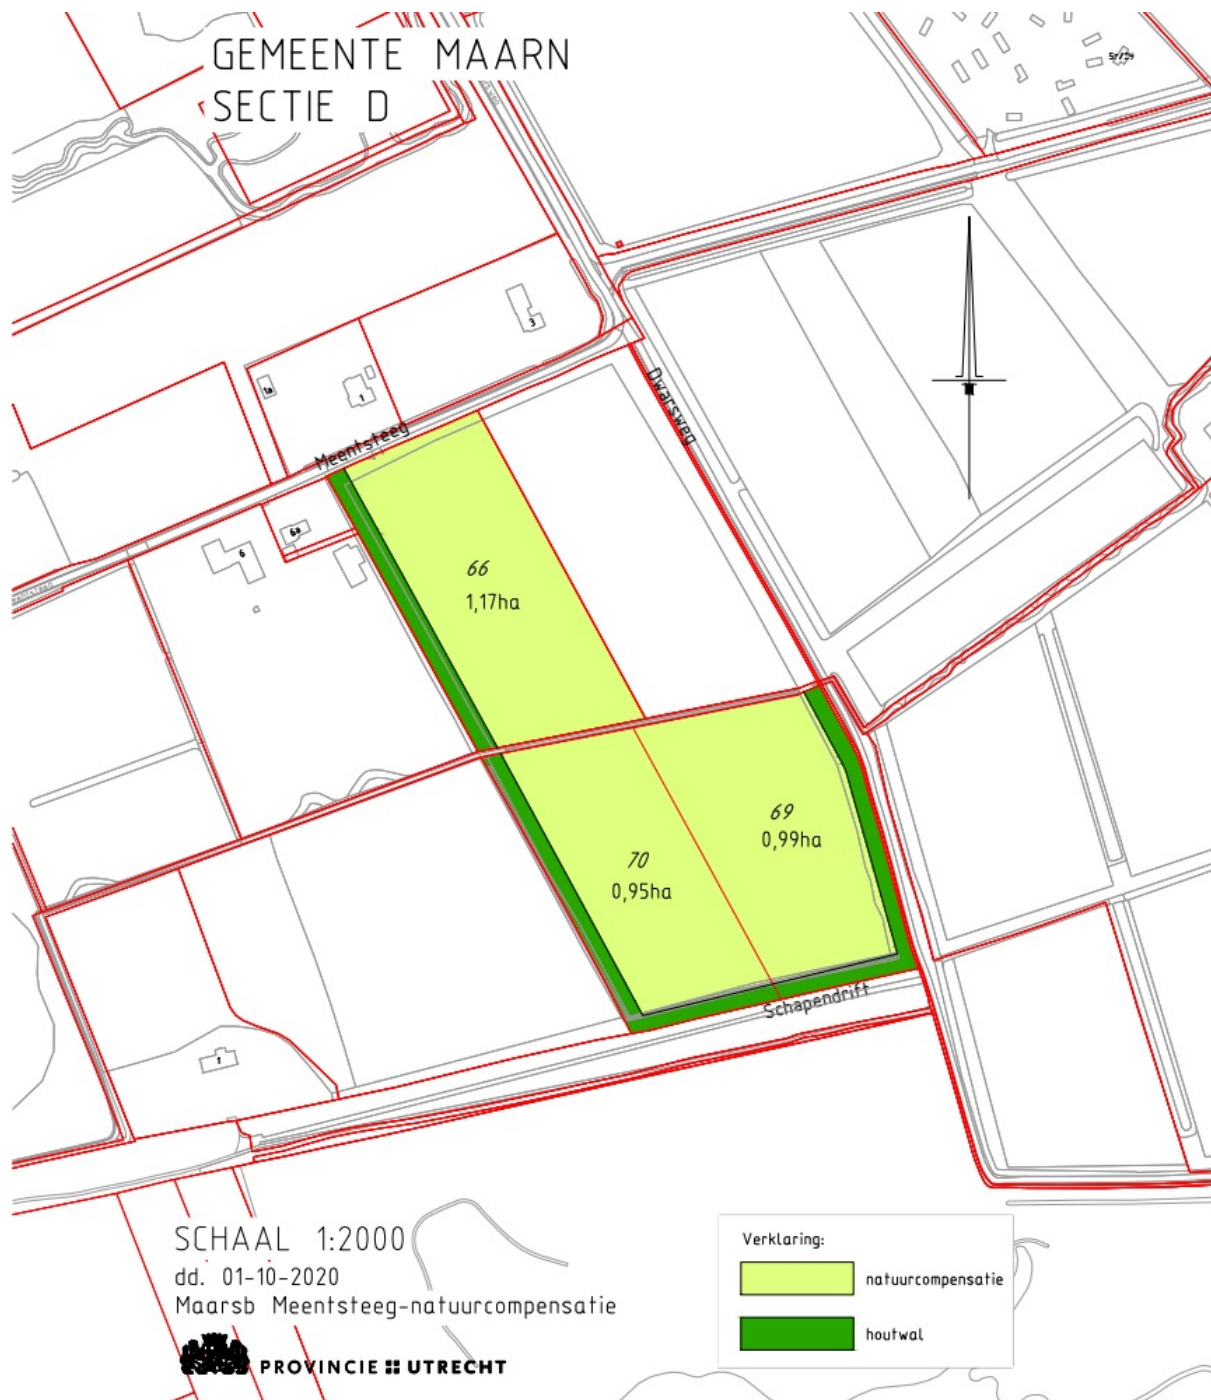 GEMEENTE MAARN
SECTIE D
3
1a
1
Meentsteeg
Dwarsweg
6a
6
66
1,17ha
69
0,99ha
70
0,95ha
Schapendrift
1
SCHAAL 1:2000
dd. 01-10-2020
Maarsb Meentsteeg-natuurcompensatie
PROVINCIE UTRECHT
Verklaring:
natuurcompensatie
houtwal